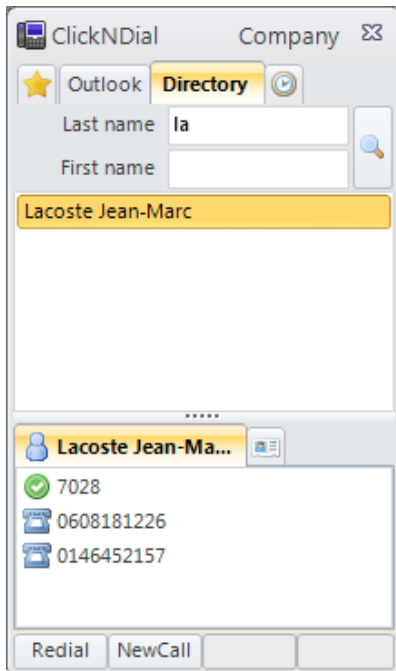 ClickNDial Company
Outlook Directory
Last name la
First name
Lacoste Jean-Marc
Lacoste Jean-Ma...
7028
0608181226
0146452157
Redial NewCall